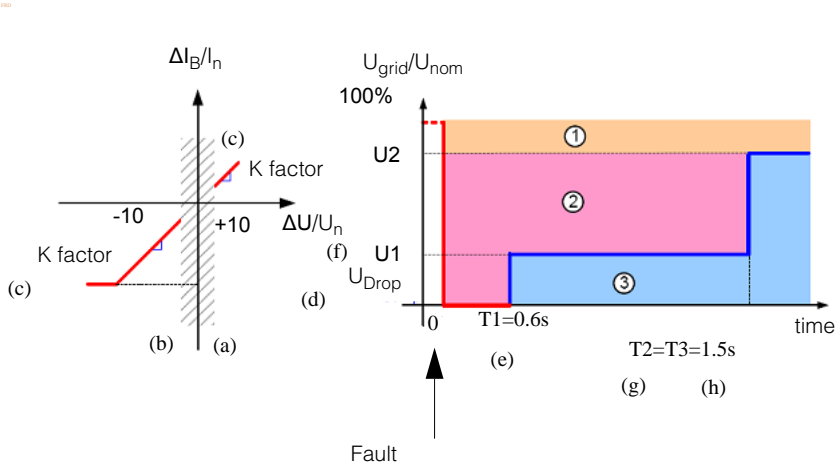 ΔI_B/I_n
(c)
K factor
-10
+10
ΔU/U_n
K factor
(c)
(b)
(a)
U_grid/U_nom
100%
1
U2
2
(f)
U1
U_Drop
3
(d)
0
T1=0.6s
time
T2=T3=1.5s
(e)
(g)
(h)
Fault